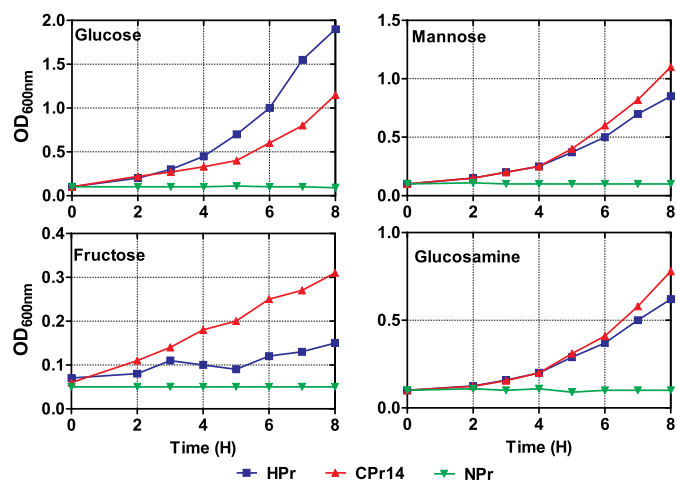 Glucose
OD600nm
2.0
1.5
1.0
0.5
0.0
0 2 4 6 8
Mannose
1.5
1.0
0.5
0.0
0 2 4 6 8
Fructose
OD600nm
0.4
0.3
0.2
0.1
0.0
0 2 4 6 8
Time (H)
Glucosamine
1.0
0.5
0.0
0 2 4 6 8
Time (H)
HPr CPr14 NPr